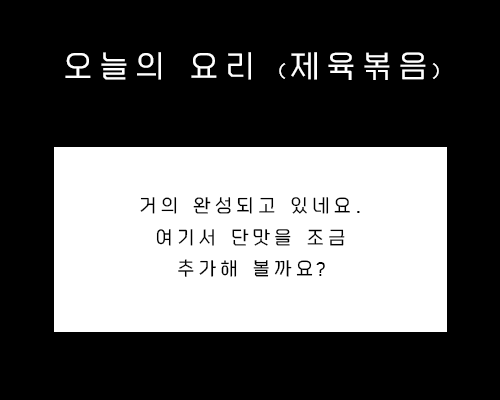 오늘의 요리 (제육볶음)
거의 완성되고 있네요.
여기서 단맛을 조금
추가해 볼까요?